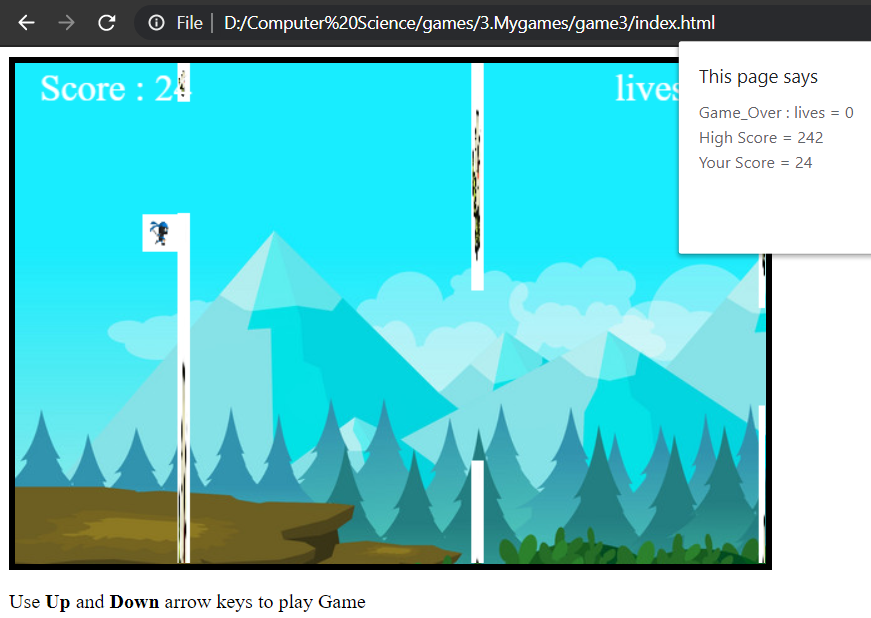 File | D:/Computer%20Science/games/3.Mygames/game3/index.html
This page says
Game_Over : lives = 0
High Score = 242
Your Score = 24
Score : 24
lives
Use Up and Down arrow keys to play Game